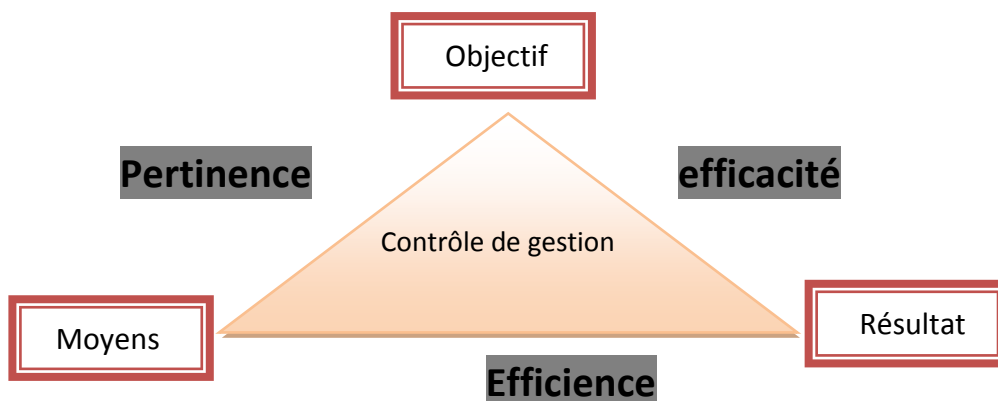 Objectif
Pertinence
efficacité
Contrôle de gestion
Moyens
Résultat
Efficience